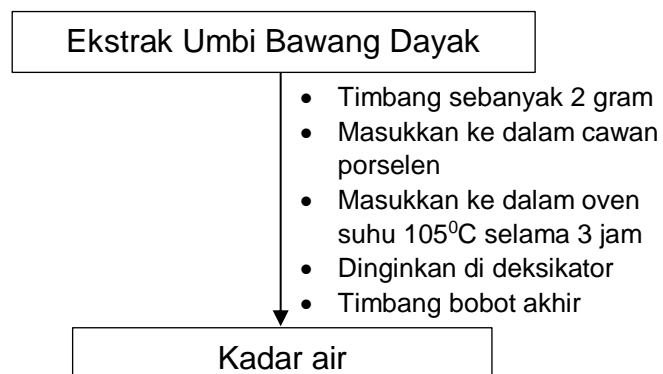 Ekstrak Umbi Bawang Dayak
• Timbang sebanyak 2 gram
• Masukkan ke dalam cawan
porselen
• Masukkan ke dalam oven
suhu 105⁰C selama 3 jam
• Dinginkan di deksikator
• Timbang bobot akhir
Kadar air